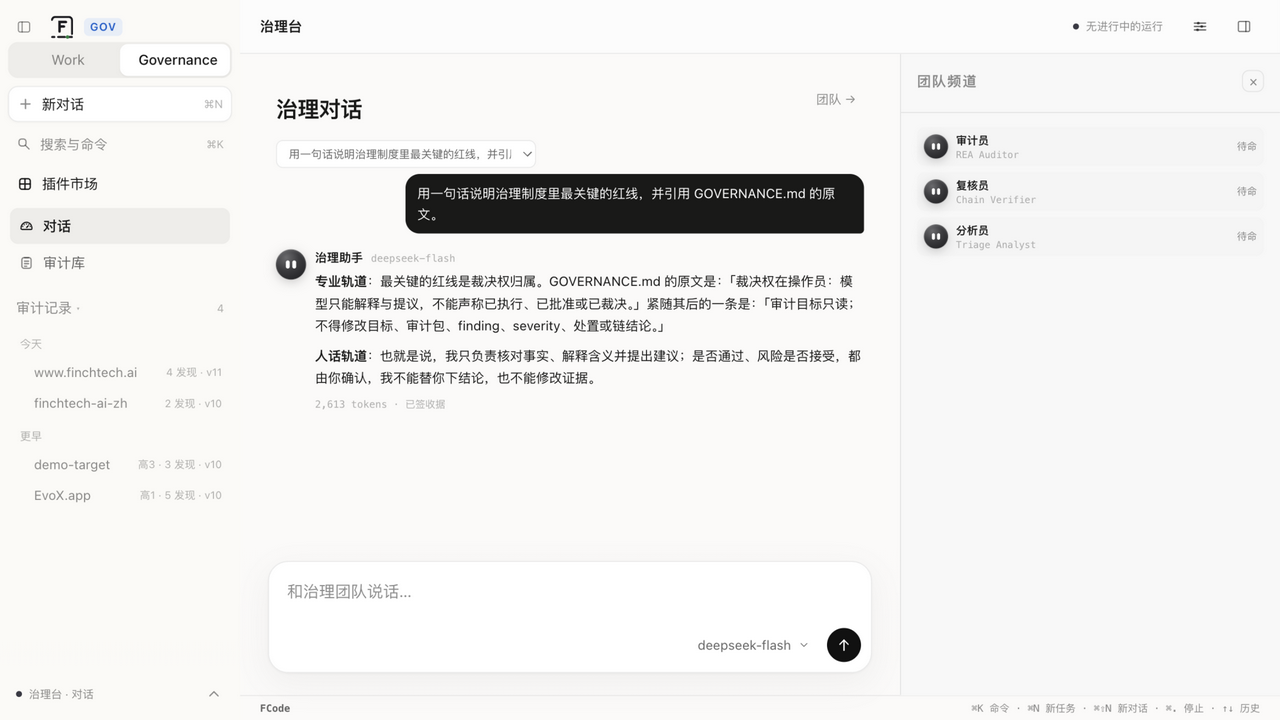 F GOV
Work Governance
新对话 ⌘N
搜索与命令 ⌘K
插件市场
对话
审计库
审计记录 · 4
今天
www.finchtech.ai 4 发现 · v11
finchtech-ai-zh 2 发现 · v10
更早
demo-target 高3 · 3 发现 · v10
EvoX.app 高1 · 5 发现 · v10
治理台 · 对话
治理台
无进行中的运行
治理对话
团队 →
用一句话说明治理制度里最关键的红线，并引
用一句话说明治理制度里最关键的红线，并引用 GOVERNANCE.md 的原
文。
治理助手 deepseek-flash
专业轨道：最关键的红线是裁决权归属。GOVERNANCE.md 的原文是：「裁决权在操作员：模
型只能解释与提议，不能声称已执行、已批准或已裁决。」紧随其后的一条是：「审计目标只读；
不得修改目标、审计包、finding、severity、处置或链结论。」
人话轨道：也就是说，我只负责核对事实、解释含义并提出建议；是否通过、风险是否接受，都
由你确认，我不能替你下结论，也不能修改证据。
2,613 tokens · 已签收据
和治理团队说话…
deepseek-flash
团队频道
审计员
REA Auditor
待命
复核员
Chain Verifier
待命
分析员
Triage Analyst
待命
FCode
⌘K 命令 · ⌘N 新任务 · ⌘⇧N 新对话 · ⌘. 停止 · ↑↓ 历史